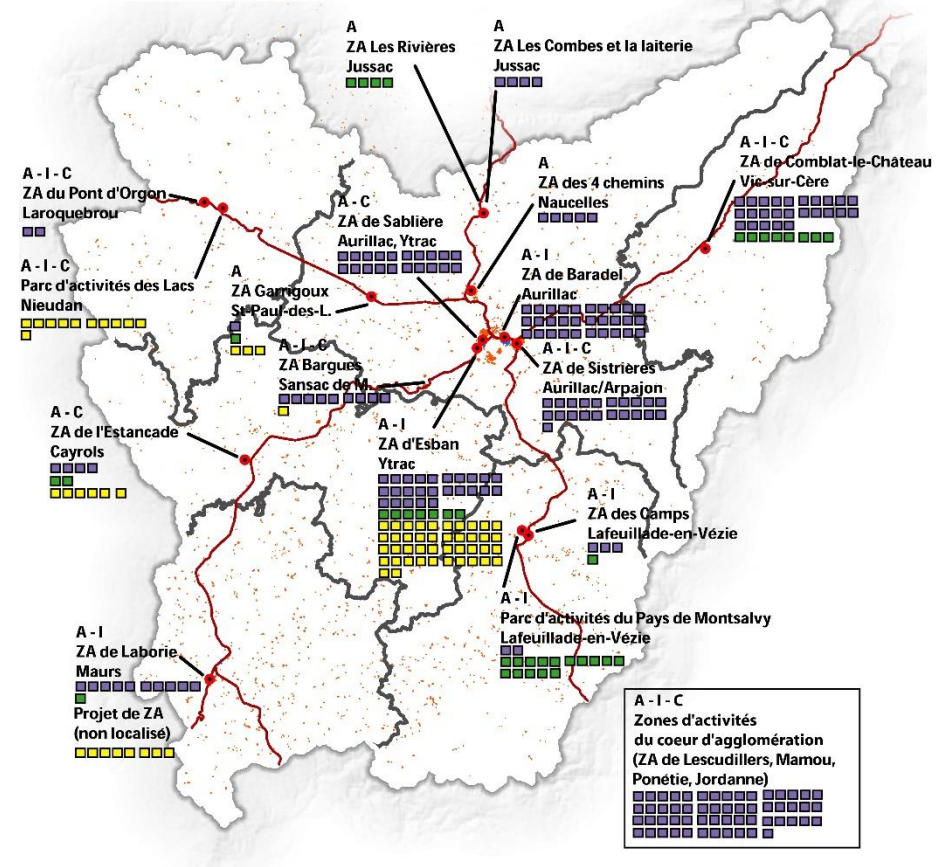 A
ZA Les Rivières
Jussac
A
ZA Les Combes et la laiterie
Jussac
A - I - C
ZA de Comblat-le-Château
Vic-sur-Cère
A
ZA des 4 chemins
Naucelles
A - I - C
ZA du Pont d'Orgon
Laroquebrou
A - C
ZA de Sablière
Aurillac, Ytrac
A - I
ZA de Baradel
Aurillac
A - I - C
Parc d'activités des Lacs
Nieudan
A
ZA Garrigoux
St-Paul-des-L.
A - I - C
ZA Bargues
Sansac de M.
A - I - C
ZA de Sistrières
Aurillac/Arpajon
A - C
ZA de l'Estancade
Cayrols
A - I
ZA d'Esban
Ytrac
A - I
ZA des Camps
Lafeuillade-en-Vézie
A - I
Parc d'activités du Pays de Montsalvy
Lafeuillade-en-Vézie
A - I
ZA de Laborie
Maurs
Projet de ZA
(non localisé)
A - I - C
Zones d'activités
du coeur d'agglomération
(ZA de Lescudillers, Mamou,
Ponétie, Jordanne)